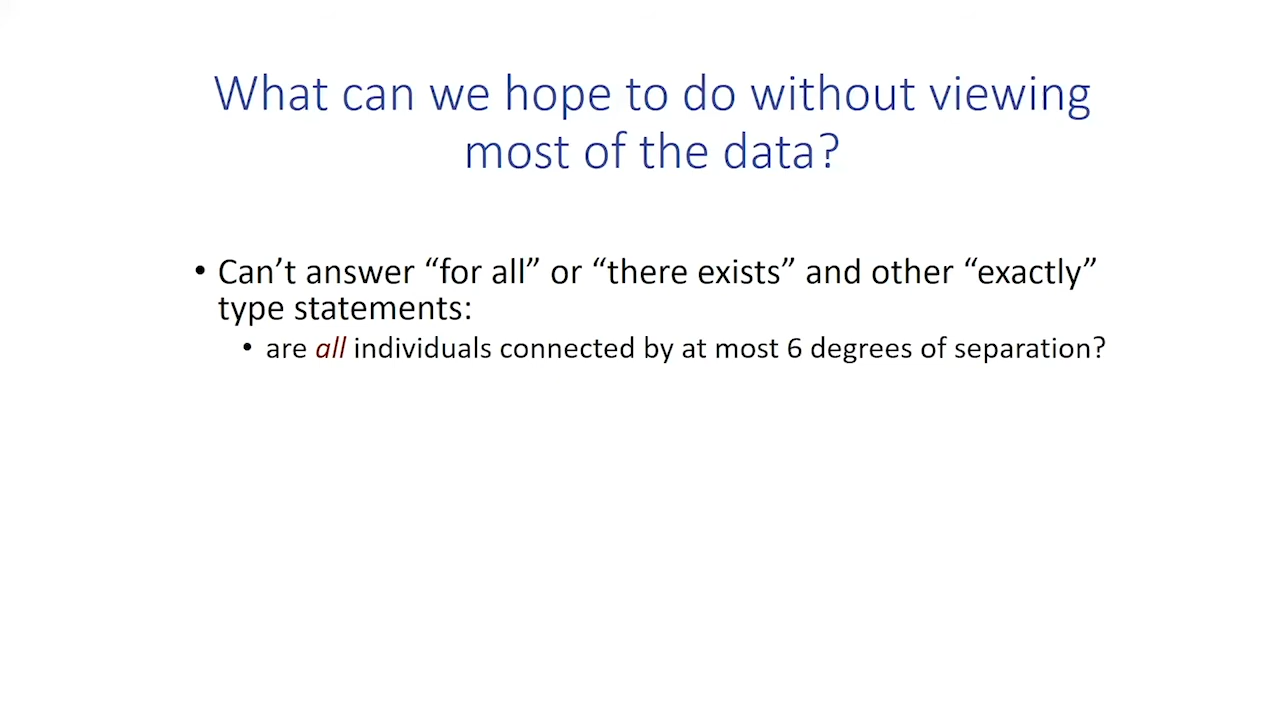 What can we hope to do without viewing
most of the data?
• Can’t answer “for all” or “there exists” and other “exactly”
type statements:
• are all individuals connected by at most 6 degrees of separation?